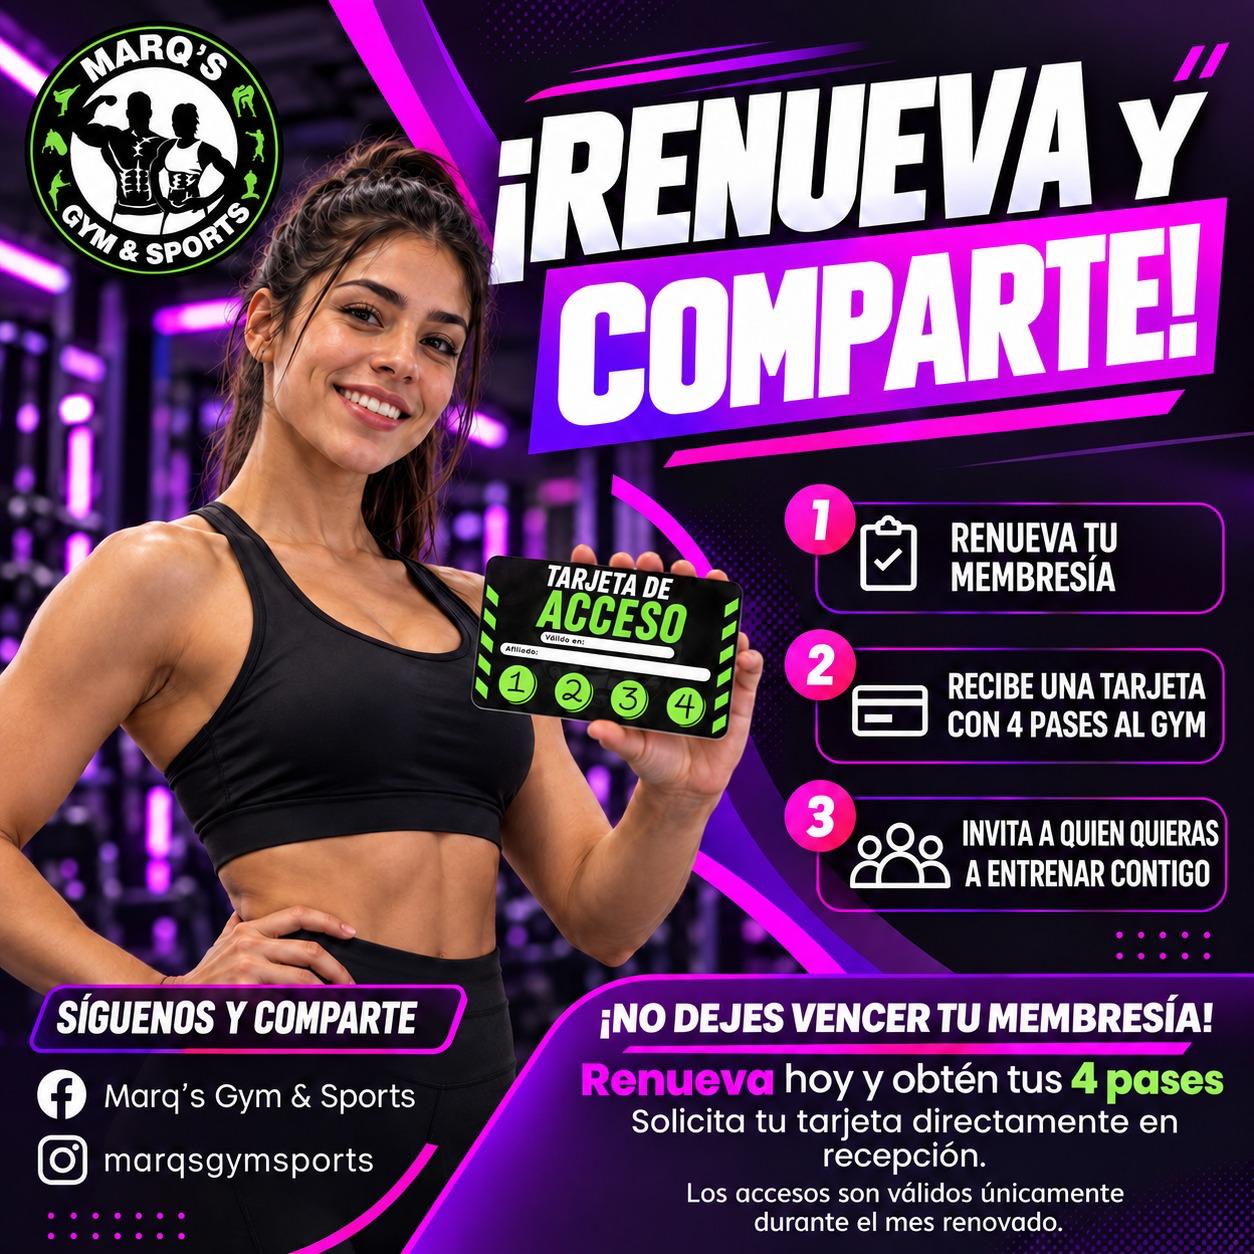 MARQ'S
GYM & SPORTS
¡RENUEVA Y
COMPARTE!
TARJETA DE
ACCESO
Válido en:
Afiliado:
1 2 3 4
1
RENUEVA TU
MEMBRESÍA
2
RECIBE UNA TARJETA
CON 4 PASES AL GYM
3
INVITA A QUIEN QUIERAS
A ENTRENAR CONTIGO
SÍGUENOS Y COMPARTE
Marq's Gym & Sports
marqsgymsports
¡NO DEJES VENCER TU MEMBRESÍA!
Renueva hoy y obtén tus 4 pases
Solicita tu tarjeta directamente en
recepción.
Los accesos son válidos únicamente
durante el mes renovado.